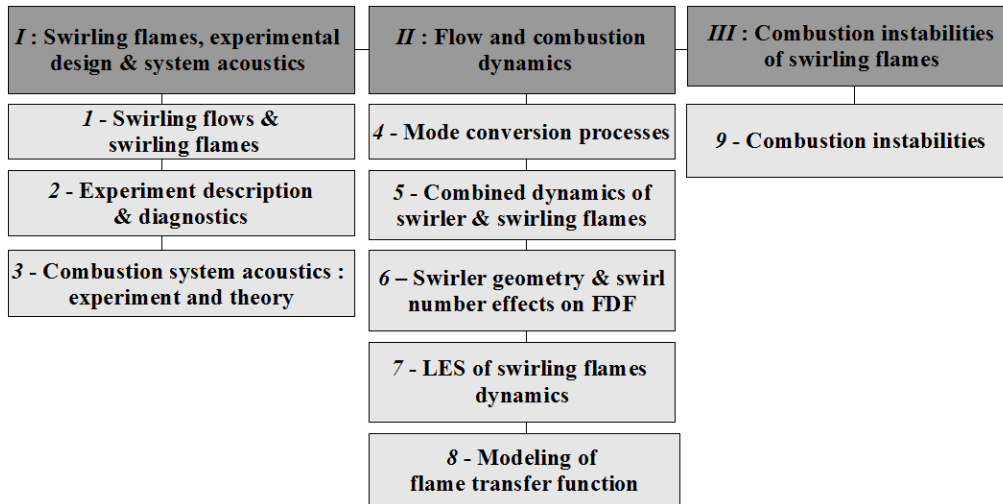 I : Swirling flames, experimental
design & system acoustics
1 - Swirling flows &
swirling flames
2 - Experiment description
& diagnostics
3 - Combustion system acoustics :
experiment and theory
II : Flow and combustion
dynamics
4 - Mode conversion processes
5 - Combined dynamics of
swirler & swirling flames
6 – Swirler geometry & swirl
number effects on FDF
7 - LES of swirling flames
dynamics
8 - Modeling of
flame transfer function
III : Combustion instabilities
of swirling flames
9 - Combustion instabilities